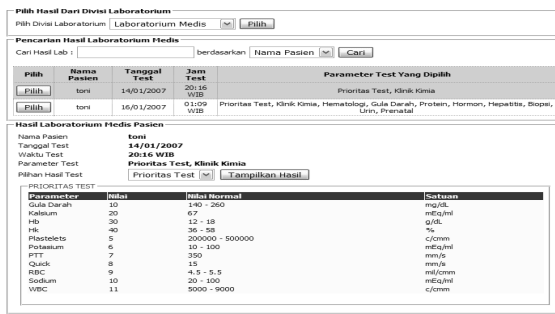 Pilih Hasil Dari Divisi Laboratorium
Pilih Divisi Laboratorium Laboratorium Medis Pilih
Pencarian Hasil Laboratorium Medis
Cari Hasil Lab : berdasarkan Nama Pasien Cari
Pilih Nama Pasien Tanggal Test Jam Test Parameter Test Yang Dipilih
Pilih toni 14/01/2007 20:16 WIB Prioritas Test, Klinik Kimia
Pilih toni 16/01/2007 01:09 WIB Prioritas Test, Klinik Kimia, Hematologi, Gula Darah, Protein, Hormon, Hepatitis, Biopsi,
Urin, Prenatal
Hasil Laboratorium Medis Pasien
Nama Pasien toni
Tanggal Test 14/01/2007
Waktu Test 20:16 WIB
Parameter Test Prioritas Test, Klinik Kimia
Pilihan Hasil Test Prioritas Test Tampilkan Hasil
PRIORITAS TEST
Parameter Nilai Nilai Normal Satuan
Gula Darah 10 140 - 260 mg/dL
Kalsium 20 67 mEq/ml
Hb 30 12 - 18 g/dL
Hk 40 36 - 58 %
Plastelets 5 200000 - 500000 c/cmm
Potasium 6 10 - 100 mEq/ml
PTT 7 350 mm/s
Quick 8 15 mm/s
RBC 9 4.5 - 5.5 mil/cmm
Sodium 10 20 - 100 mEq/ml
WBC 11 5000 - 9000 c/cmm